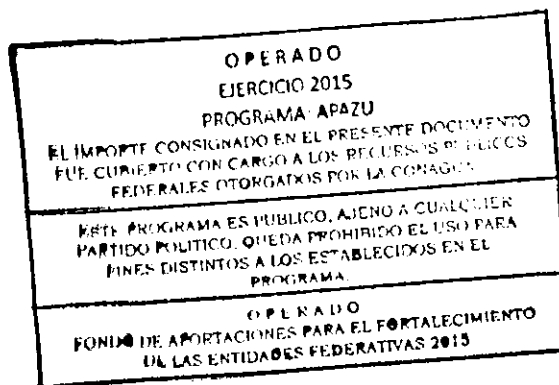 OPERADO
EJERCICIO 2015
PROGRAMA: APAZU
EL IMPORTE CONSIGNADO EN EL PRESENTE DOCUMENTO
FUE CUBIERTO CON CARGO A LOS RECURSOS PUBLICOS
FEDERALES OTORGADOS POR LA CONAGUA.
ESTE PROGRAMA ES PUBLICO, AJENO A CUALQUIER
PARTIDO POLITICO. QUEDA PROHIBIDO EL USO PARA
FINES DISTINTOS A LOS ESTABLECIDOS EN EL
PROGRAMA.
OPERADO
FONDO DE APORTACIONES PARA EL FORTALECIMIENTO
DE LAS ENTIDADES FEDERATIVAS 2015